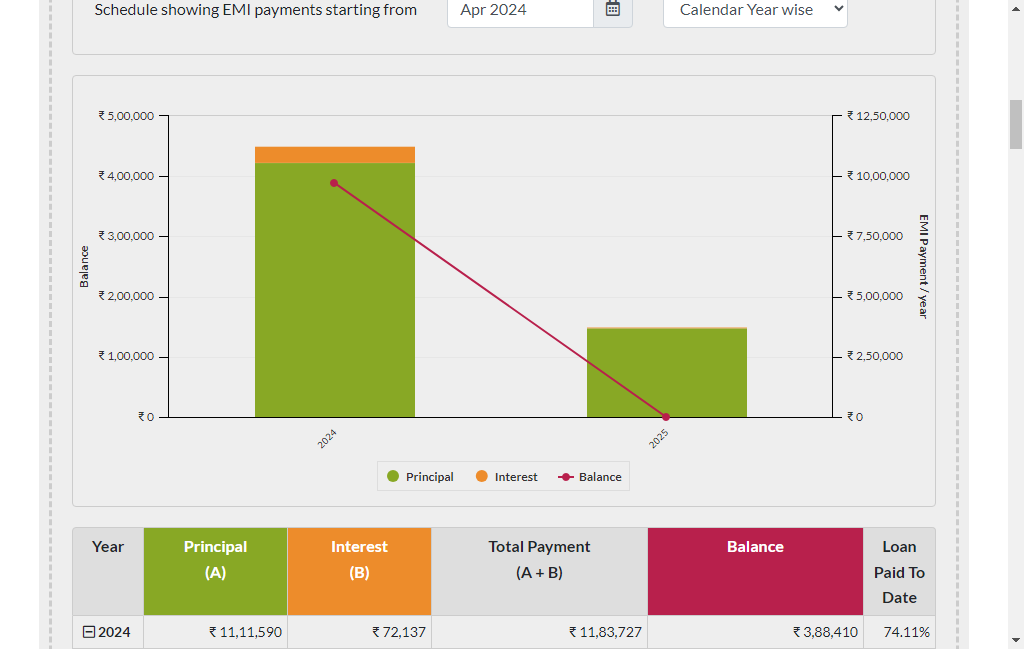 Schedule showing EMI payments starting from
Apr 2024
Calendar Year wise
₹ 5,00,000
₹ 4,00,000
₹ 3,00,000
₹ 2,00,000
₹ 1,00,000
₹ 0
Balance
₹ 12,50,000
₹ 10,00,000
₹ 7,50,000
₹ 5,00,000
₹ 2,50,000
₹ 0
EMI Payment / year
2024
2025
Principal
Interest
Balance
Year
Principal
(A)
Interest
(B)
Total Payment
(A + B)
Balance
Loan
Paid To
Date
2024
₹ 11,11,590
₹ 72,137
₹ 11,83,727
₹ 3,88,410
74.11%